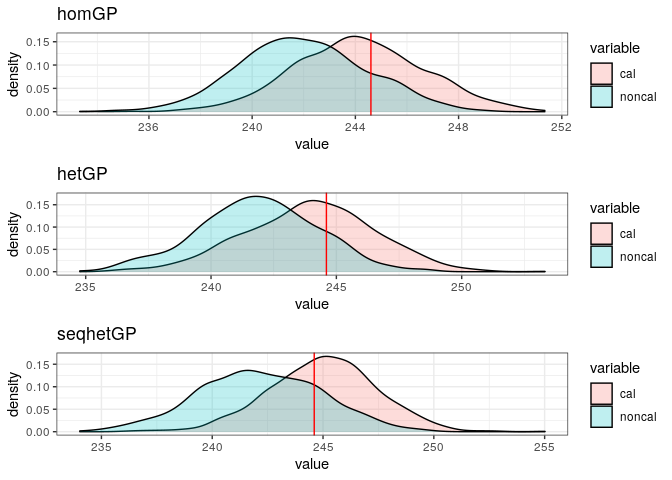 homGP
density
0.15
0.10
0.05
0.00
236
240
244
248
252
value
variable
cal
noncal
hetGP
density
0.15
0.10
0.05
0.00
235
240
245
250
value
variable
cal
noncal
seqhetGP
density
0.15
0.10
0.05
0.00
235
240
245
250
255
value
variable
cal
noncal